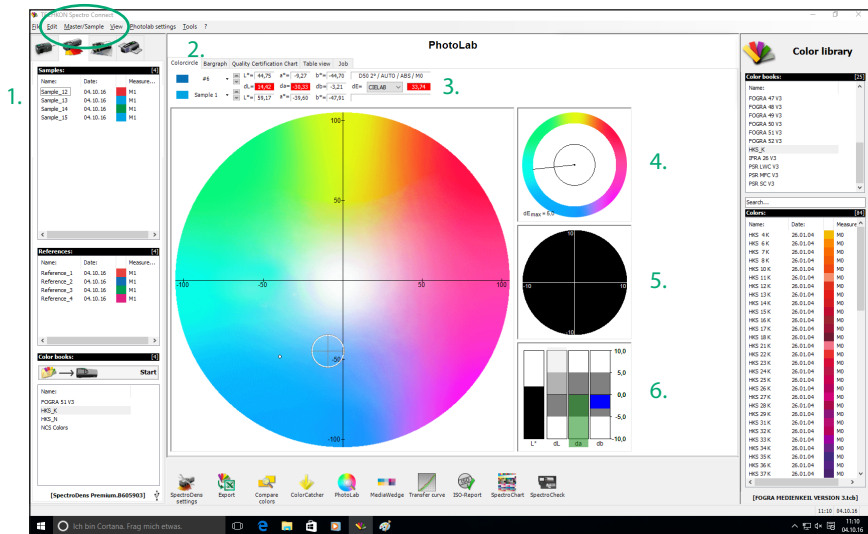 TECHKON Spectro Connect
File Edit Master/Sample View Photolab settings Tools ?
1.
Samples: [4]
Name: Date: Measure...
Sample_12 04.10.16 M1
Sample_13 04.10.16 M1
Sample_14 04.10.16 M1
Sample_15 04.10.16 M1
References: [4]
Name: Date: Measure...
Reference_1 04.10.16 M1
Reference_2 04.10.16 M1
Reference_3 04.10.16 M1
Reference_4 04.10.16 M1
Color books: [4]
Start
Name:
FOGRA 51 V3
HKS_K
HKS_N
NCS Colors
[SpectroDens Premium.B605903]
PhotoLab
2.
Colorcircle Bargraph Quality Certification Chart Table view Job
#6 L*= 44,75 a*= -9,27 b*= -44,70 D50 2° / AUTO / ABS / M0
dL= 14,42 da= -30,33 db= -3,21 dE= CIELAB 33,74
Sample 1 L*= 59,17 a*= -39,60 b*= -47,91
3.
100
50
-100 -50 50 100
-50
-100
4.
dEmax = 6,0
5.
10
-10 10
-10
6.
10,0
5,0
0,0
-5,0
-10,0
L* dL da db
SpectroDens settings
Export
Compare colors
ColorCatcher
PhotoLab
MediaWedge
Transfer curve
ISO-Report
SpectroChart
SpectroCheck
Color library
Color books: [25]
Name:
FOGRA 47 V3
FOGRA 48 V3
FOGRA 49 V3
FOGRA 50 V3
FOGRA 51 V3
FOGRA 52 V3
HKS_K
IFRA 26 V3
PSR LWC V3
PSR MFC V3
PSR SC V3
Search...
Colors: [84]
Name: Date: Measure
HKS 4 K 26.01.04 M0
HKS 6 K 26.01.04 M0
HKS 7 K 26.01.04 M0
HKS 8 K 26.01.04 M0
HKS 10 K 26.01.04 M0
HKS 11 K 26.01.04 M0
HKS 12 K 26.01.04 M0
HKS 13 K 26.01.04 M0
HKS 14 K 26.01.04 M0
HKS 15 K 26.01.04 M0
HKS 16 K 26.01.04 M0
HKS 17 K 26.01.04 M0
HKS 18 K 26.01.04 M0
HKS 21 K 26.01.04 M0
HKS 22 K 26.01.04 M0
HKS 23 K 26.01.04 M0
HKS 24 K 26.01.04 M0
HKS 25 K 26.01.04 M0
HKS 26 K 26.01.04 M0
HKS 27 K 26.01.04 M0
HKS 28 K 26.01.04 M0
HKS 29 K 26.01.04 M0
HKS 31 K 26.01.04 M0
HKS 32 K 26.01.04 M0
HKS 33 K 26.01.04 M0
HKS 34 K 26.01.04 M0
HKS 35 K 26.01.04 M0
HKS 36 K 26.01.04 M0
HKS 37 K 26.01.04 M0
[FOGRA MEDIENKEIL VERSION 3.tcb]
11:10 04.10.16
Ich bin Cortana. Frag mich etwas.
11:10
04.10.16